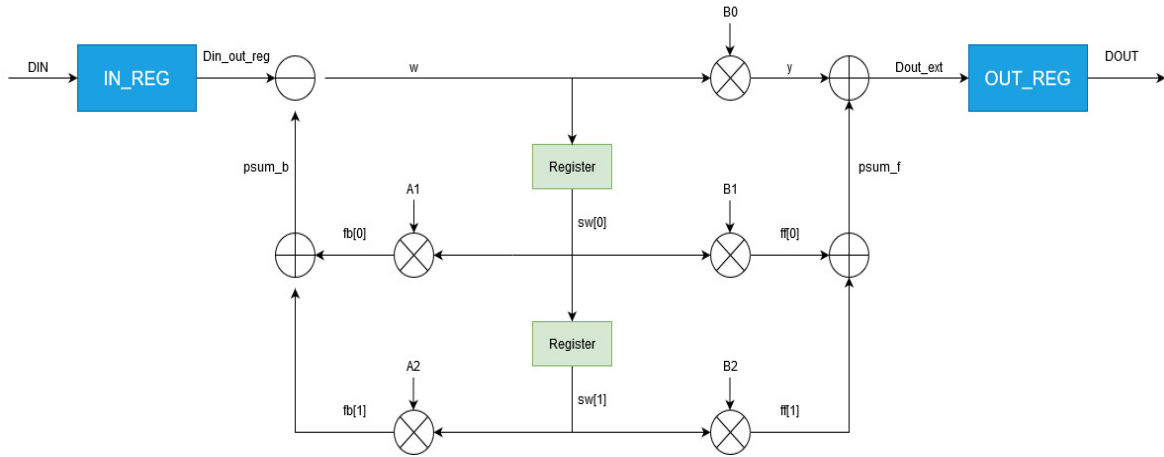 B0
DIN
IN_REG
Din_out_reg
w
y
Dout_ext
OUT_REG
DOUT
psum_b
Register
psum_f
A1
B1
fb[0]
sw[0]
ff[0]
Register
A2
B2
fb[1]
sw[1]
ff[1]